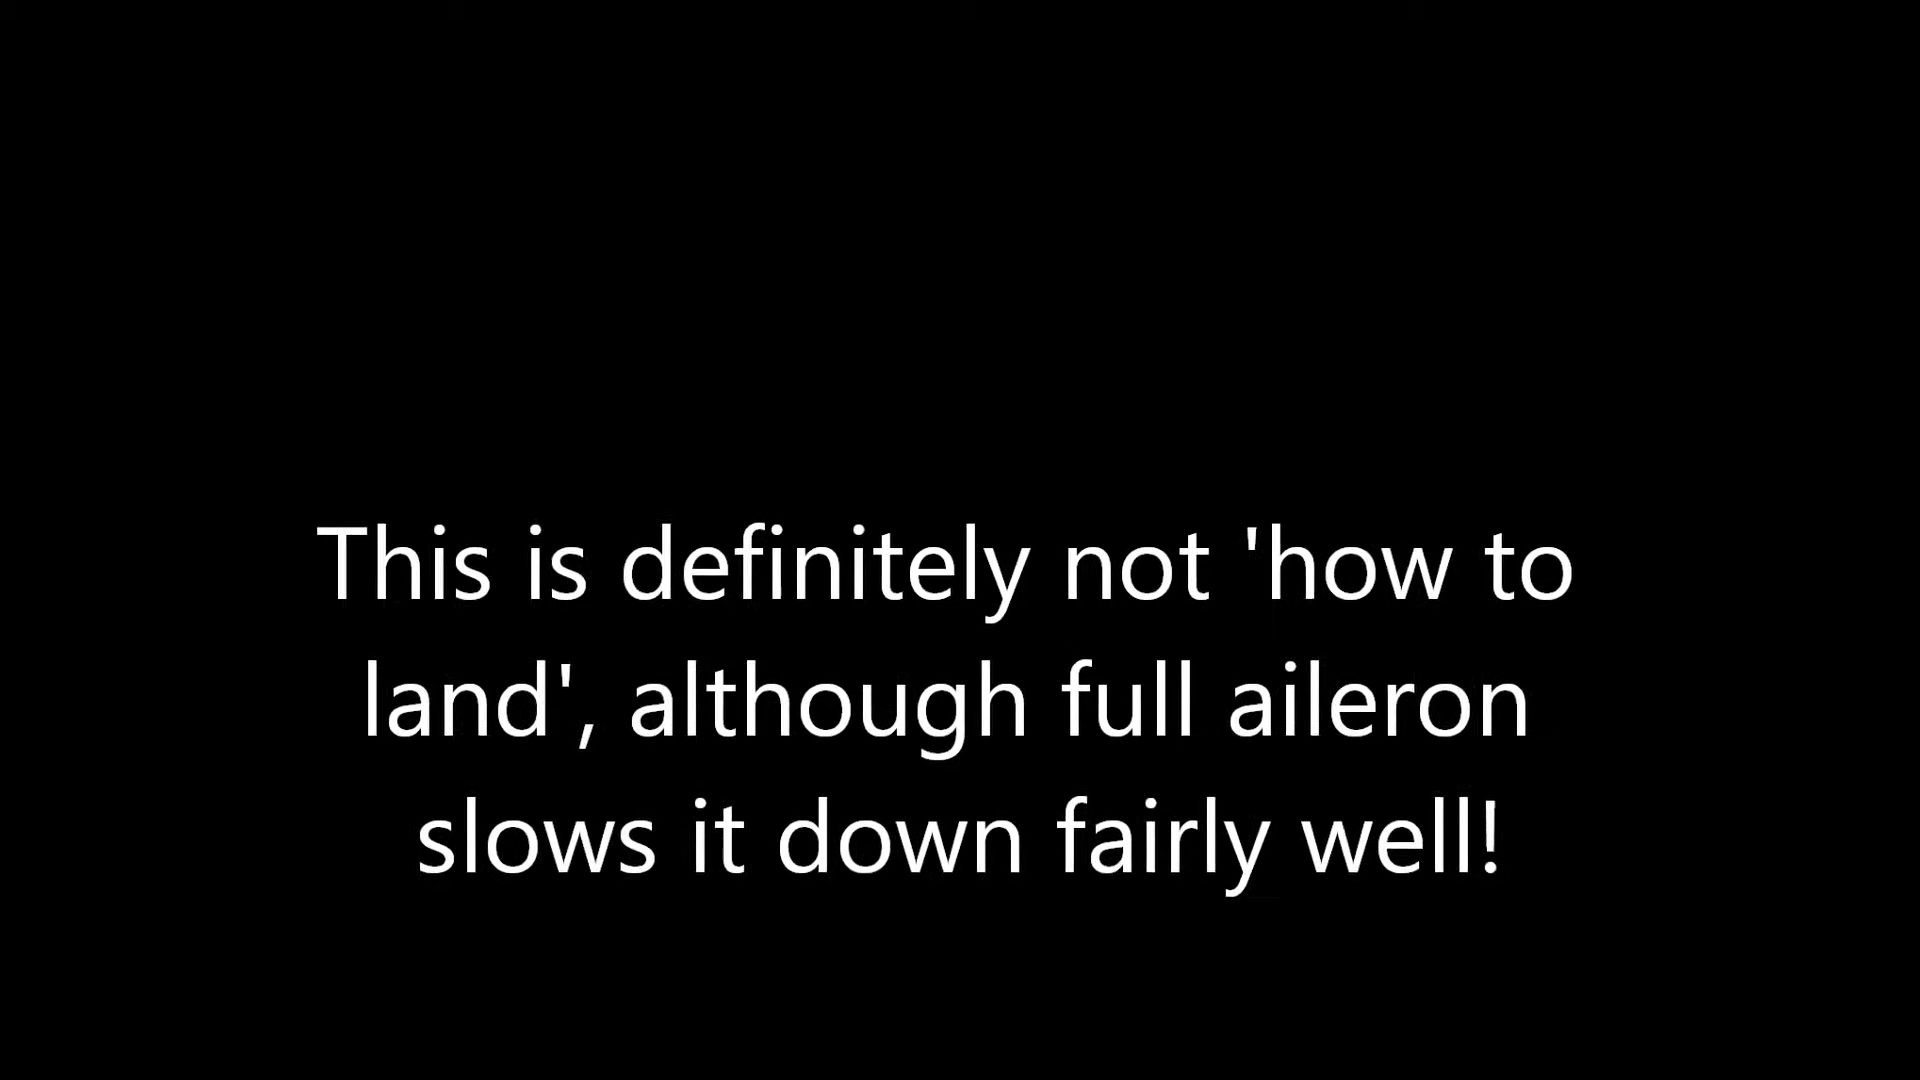 This is definitely not 'how to
land', although full aileron
slows it down fairly well!